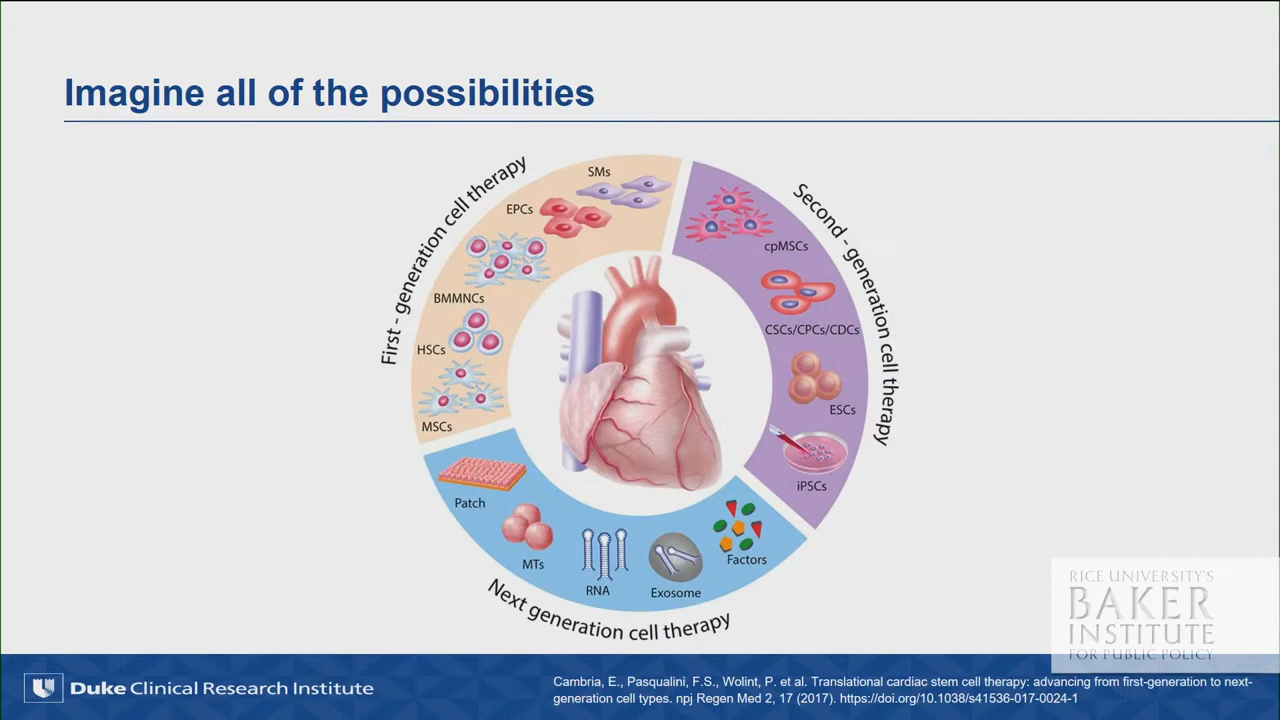 Imagine all of the possibilities
First - generation cell therapy
SMs
EPCs
BMMNCs
HSCs
MSCs
Second - generation cell therapy
cpMSCs
CSCs/CPCs/CDCs
ESCs
iPSCs
Patch
MTs
RNA
Exosome
Factors
Next generation cell therapy
RICE UNIVERSITY'S
BAKER
INSTITUTE
FOR PUBLIC POLICY
Duke Clinical Research Institute
Cambria, E., Pasqualini, F.S., Wolint, P. et al. Translational cardiac stem cell therapy: advancing from first-generation to next-
generation cell types. npj Regen Med 2, 17 (2017). https://doi.org/10.1038/s41536-017-0024-1